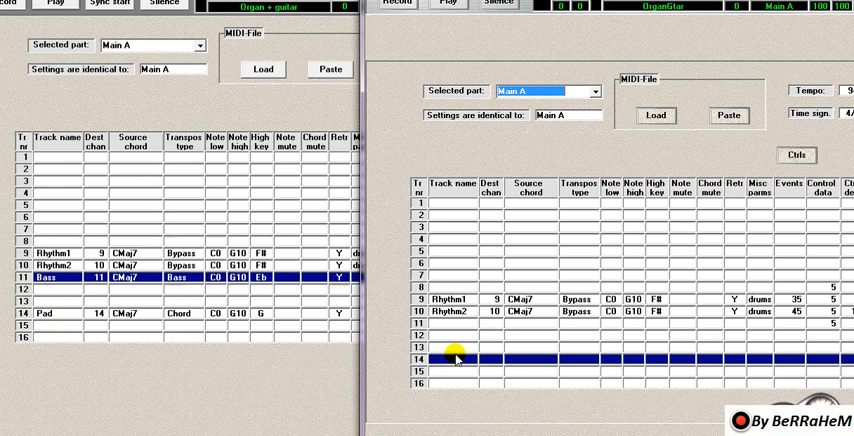 cord Play Sync start Silence Organ + guitar 0
Selected part: Main A
Settings are identical to: Main A
MIDI-File
Load Paste
Tr nr Track name Dest chan Source chord Transpos type Note low Note high High key Note mute Chord mute Retr
1
2
3
4
5
6
7
8
9 Rhythm1 9 CMaj7 Bypass C0 G10 F# Y
10 Rhythm2 10 CMaj7 Bypass C0 G10 F# Y
11 Bass 11 CMaj7 Bass C0 G10 Eb Y
12
13
14 Pad 14 CMaj7 Chord C0 G10 G Y
15
16
Record Play Silence 0 0 OrganGtar 0 Main A 100 100
Selected part: Main A
Settings are identical to: Main A
MIDI-File
Load Paste
Tempo:
Time sign.
Ctrls
Tr nr Track name Dest chan Source chord Transpos type Note low Note high High key Note mute Chord mute Retr Misc parms Events Control data
1
2
3
4
5
6
7
8 5
9 Rhythm1 9 CMaj7 Bypass C0 G10 F# Y drums 35 5
10 Rhythm2 10 CMaj7 Bypass C0 G10 F# Y drums 45 5
11 5
12
13
14
15
16
By BeRRaHeM